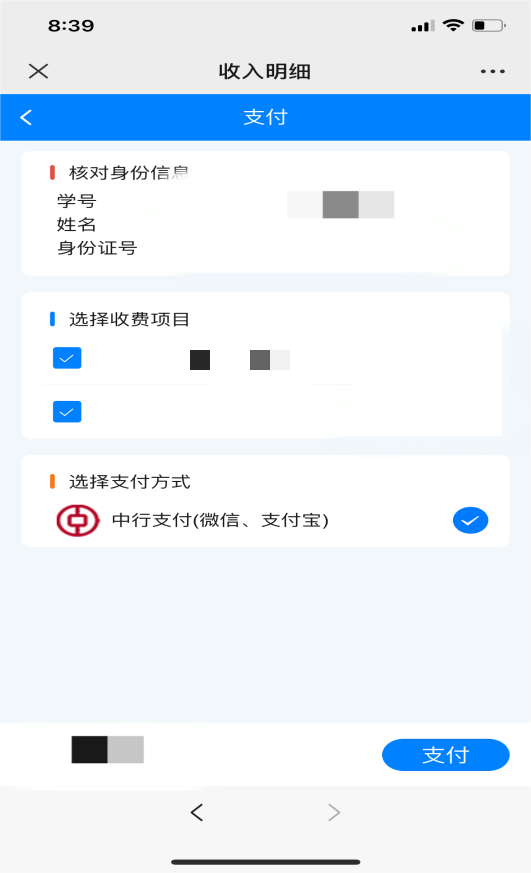 8:39
收入明细
支付
核对身份信息
学号
姓名
身份证号
选择收费项目
选择支付方式
中行支付(微信、支付宝)
支付